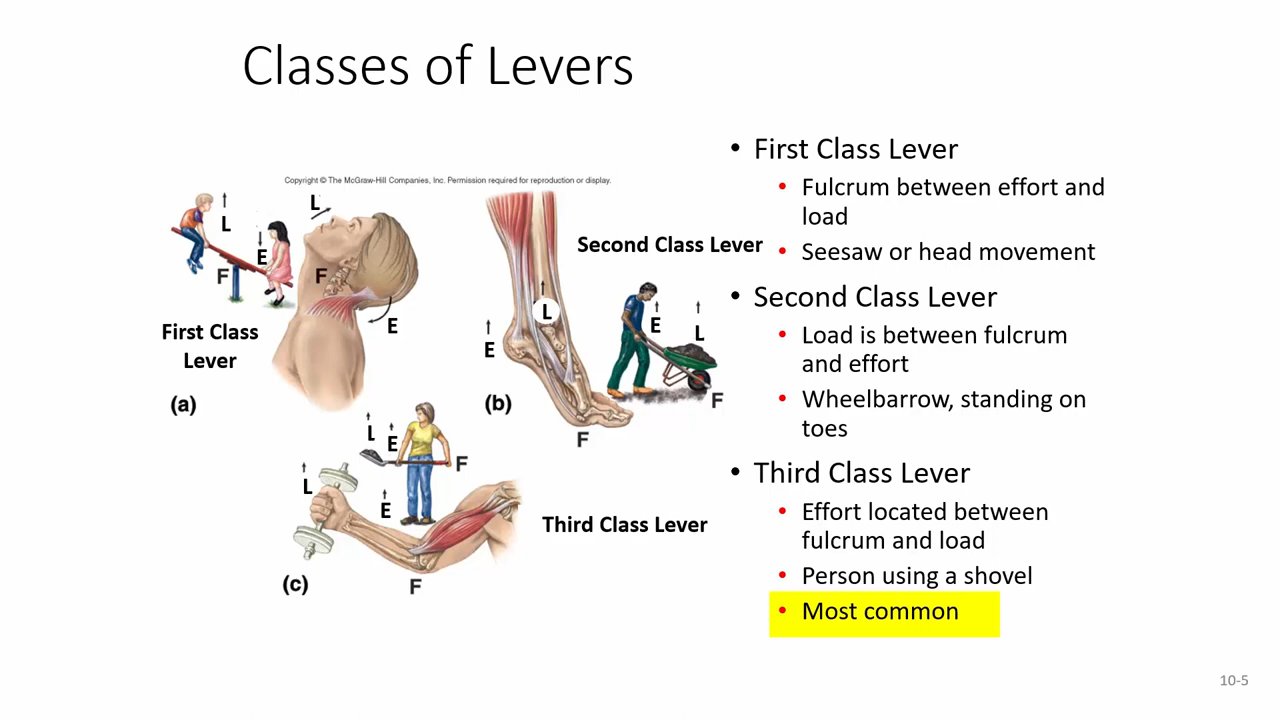 Classes of Levers
Copyright © The McGraw-Hill Companies, Inc. Permission required for reproduction or display.
L
E
F
L
F
E
First Class
Lever
(a)
Second Class Lever
L
E
F
E
L
F
(b)
L
E
F
L
E
F
Third Class Lever
(c)
• First Class Lever
• Fulcrum between effort and
load
• Seesaw or head movement
• Second Class Lever
• Load is between fulcrum
and effort
• Wheelbarrow, standing on
toes
• Third Class Lever
• Effort located between
fulcrum and load
• Person using a shovel
• Most common
10-5